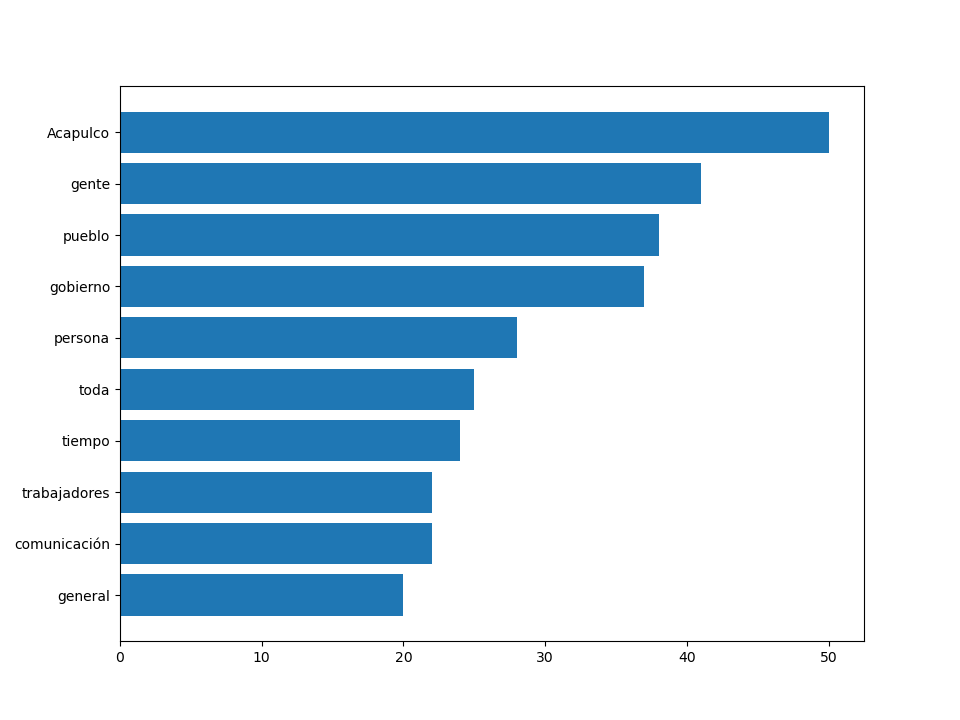 Acapulco
gente
pueblo
gobierno
persona
toda
tiempo
trabajadores
comunicación
general
0 10 20 30 40 50